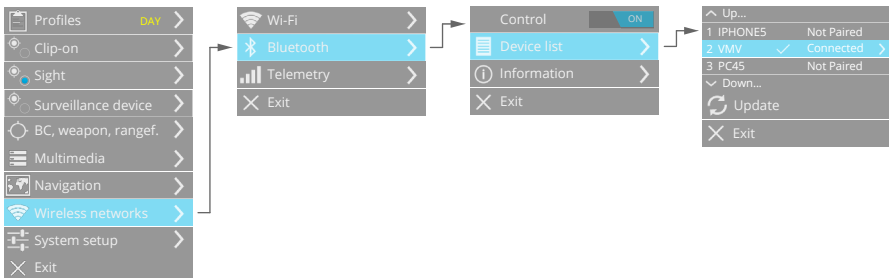 Profiles DAY
Clip-on
Sight
Surveillance device
BC, weapon, rangef.
Multimedia
Navigation
Wireless networks
System setup
Exit
Wi-Fi
Bluetooth
Telemetry
Exit
Control ON
Device list
Information
Exit
Up...
1 IPHONE5 Not Paired
2 VMV Connected
3 PC45 Not Paired
Down...
Update
Exit